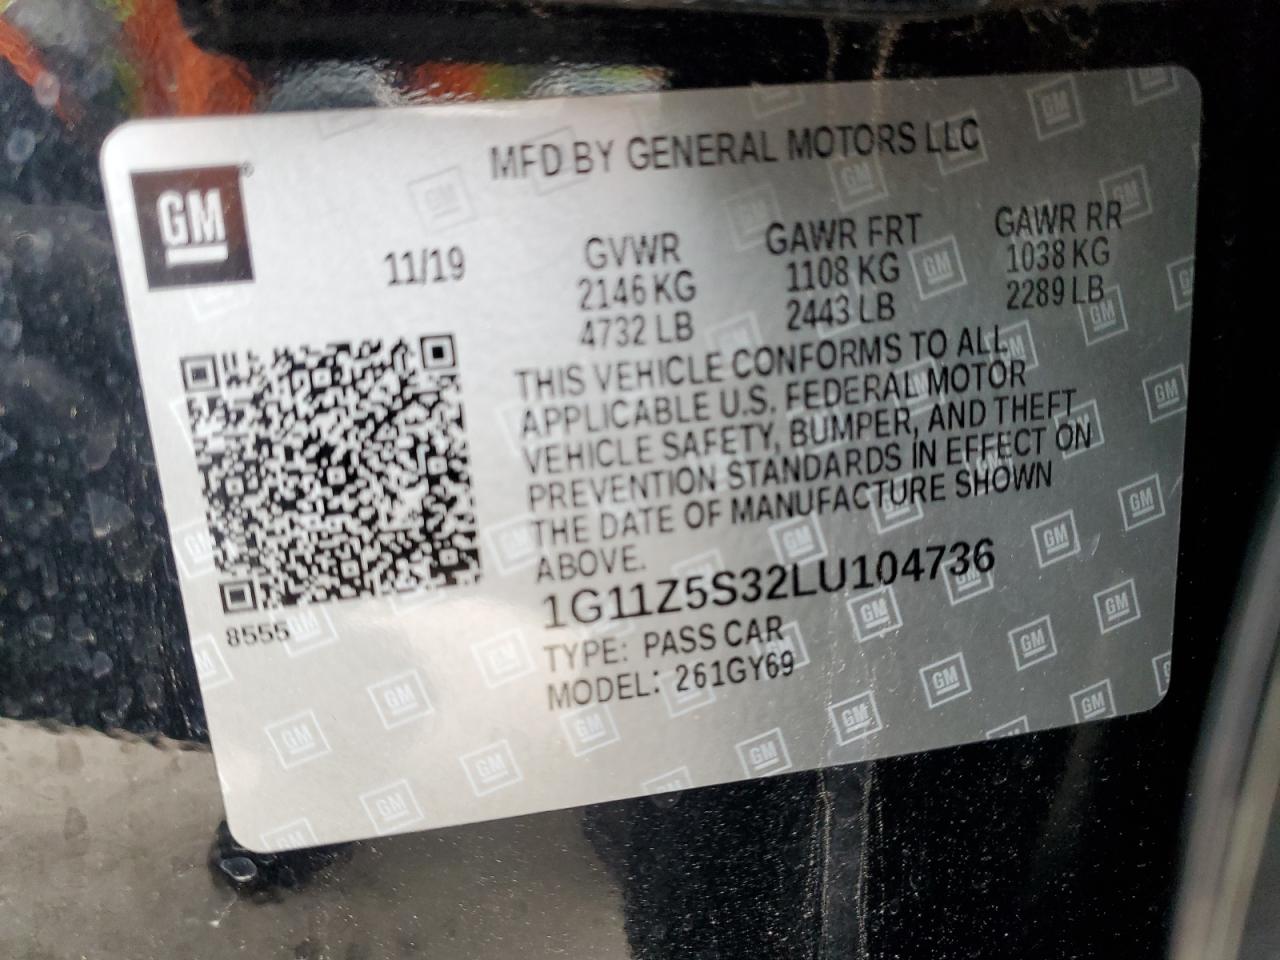 MFD BY GENERAL MOTORS LLC
GM®
11/19
GVWR
2146 KG
4732 LB
GAWR FRT
1108 KG
2443 LB
GAWR RR
1038 KG
2289 LB
THIS VEHICLE CONFORMS TO ALL
APPLICABLE U.S. FEDERAL MOTOR
VEHICLE SAFETY, BUMPER, AND THEFT
PREVENTION STANDARDS IN EFFECT ON
THE DATE OF MANUFACTURE SHOWN
ABOVE.
1G11Z5S32LU104736
TYPE: PASS CAR
MODEL: 261GY69
8555